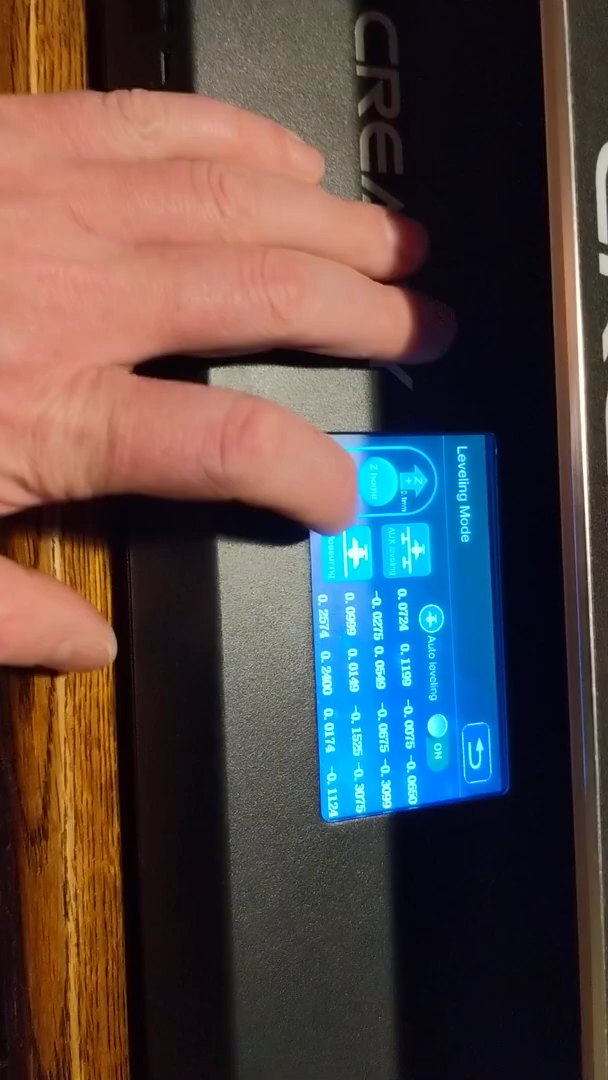 CREA
Leveling Mode
Auto leveling ON
Z
+
AUX leveling
Z home
0.0724 0.1199 -0.0075 -0.0650
-0.0275 0.0549 -0.0675 -0.3099
0.0999 0.0149 -0.1525 -0.3075
0.2574 0.2400 0.0174 -0.1124